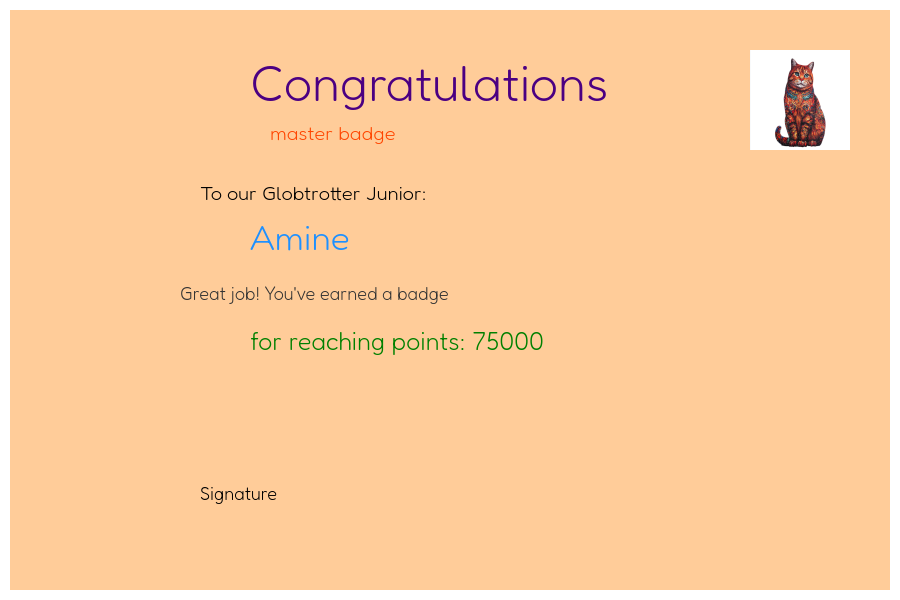 Congratulations
master badge
To our Globtrotter Junior:
Amine
Great job! You've earned a badge
for reaching points: 75000
Signature